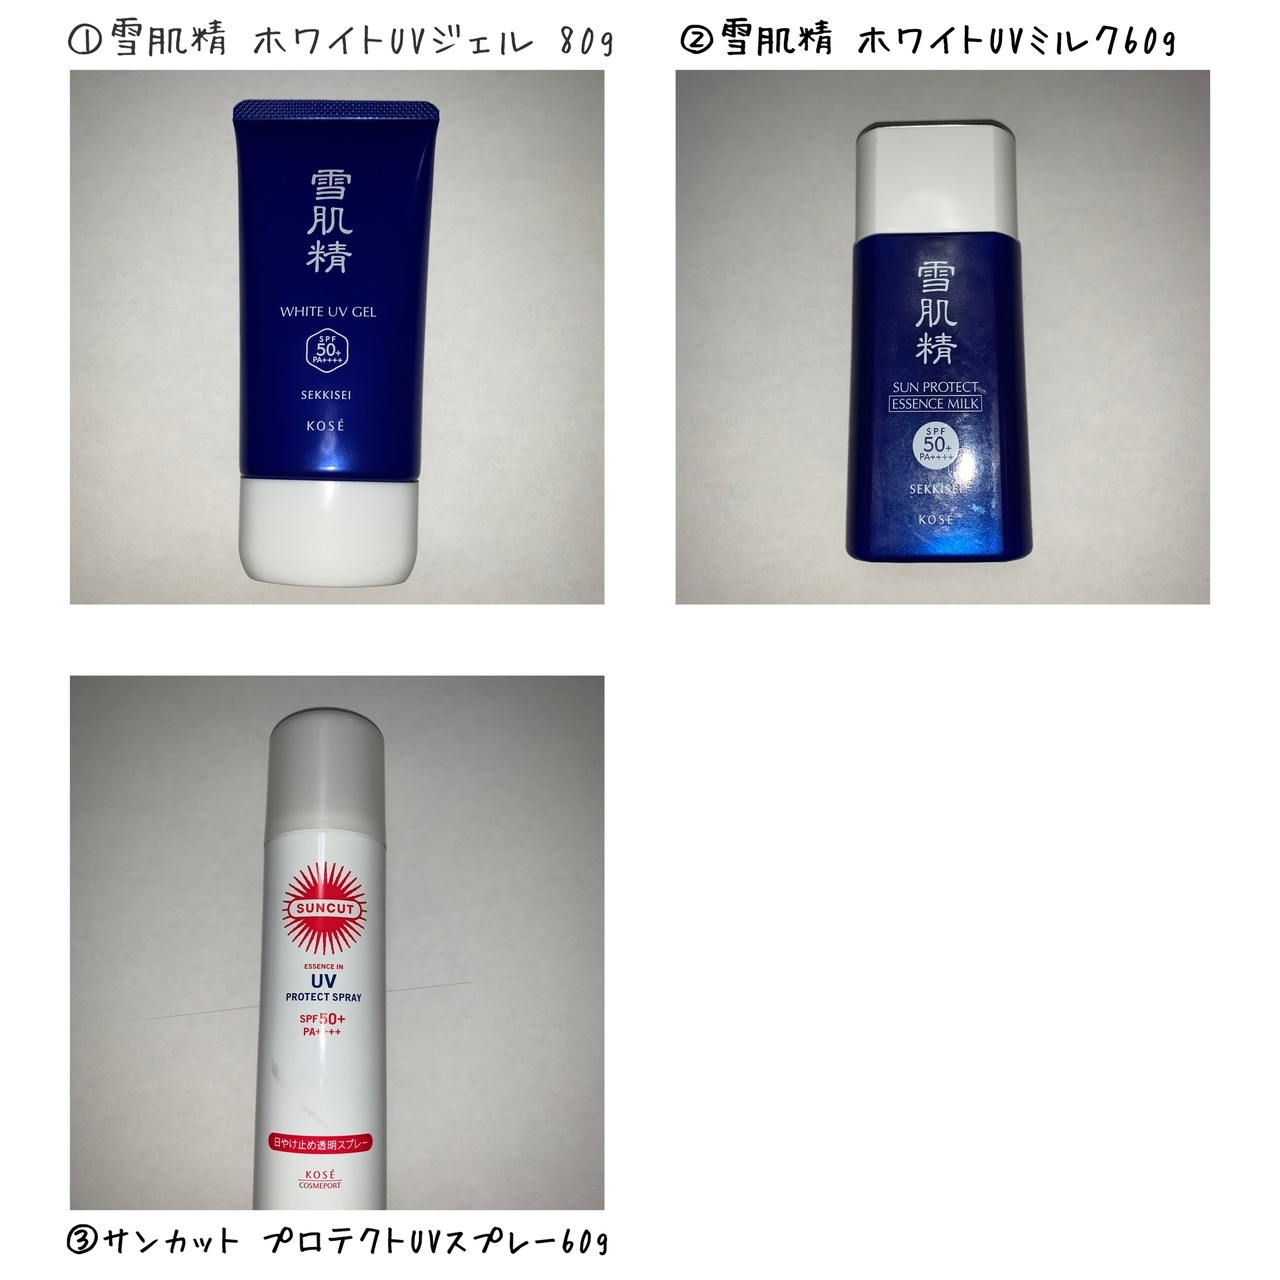 ①雪肌精 ホワイトUVジェル 80g
②雪肌精 ホワイトUVミルク60g
雪
肌
精
WHITE UV GEL
SPF
50+
PA++++
SEKKISEI
KOSÉ
雪
肌
精
SUN PROTECT
ESSENCE MILK
SPF
50+
PA++++
SEKKISEI
KOSÉ
SUNCUT
ESSENCE IN
UV
PROTECT SPRAY
SPF50+
PA++++
日やけ止め透明スプレー
KOSÉ
COSMEPORT
③サンカット プロテクトUVスプレー60g